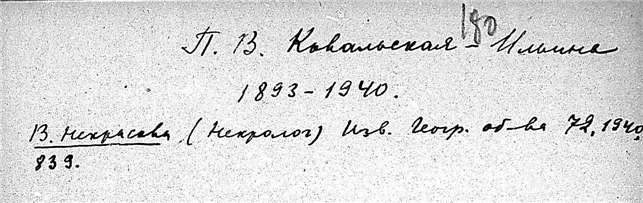 180
П. В. Ковальская-Ильина
1893-1940.
В. Некрасова (Некролог) Изв. Геогр. об-ва 72, 1940,
839.